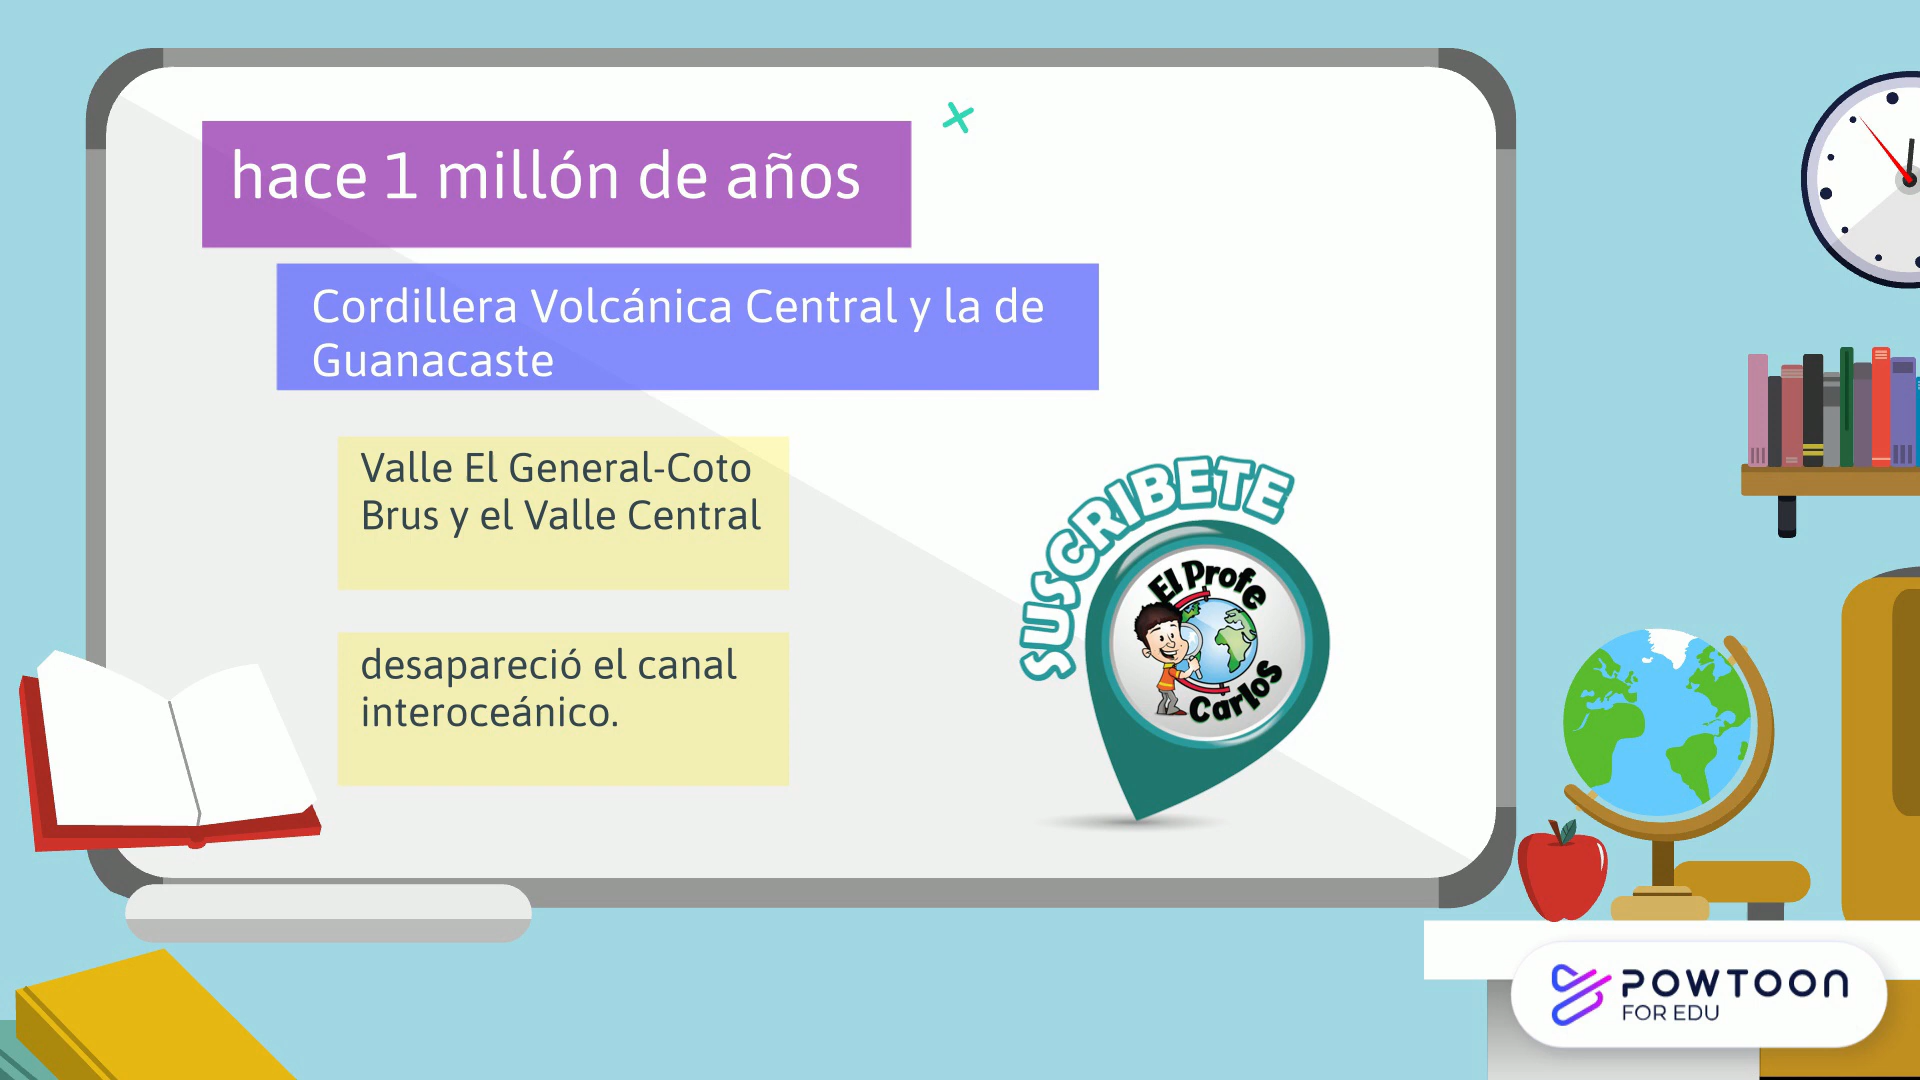 hace 1 millón de años
Cordillera Volcánica Central y la de
Guanacaste
Valle El General-Coto
Brus y el Valle Central
desapareció el canal
interoceánico.
SUSCRIBETE
El Profe
Carlos
POWTOON
FOR EDU